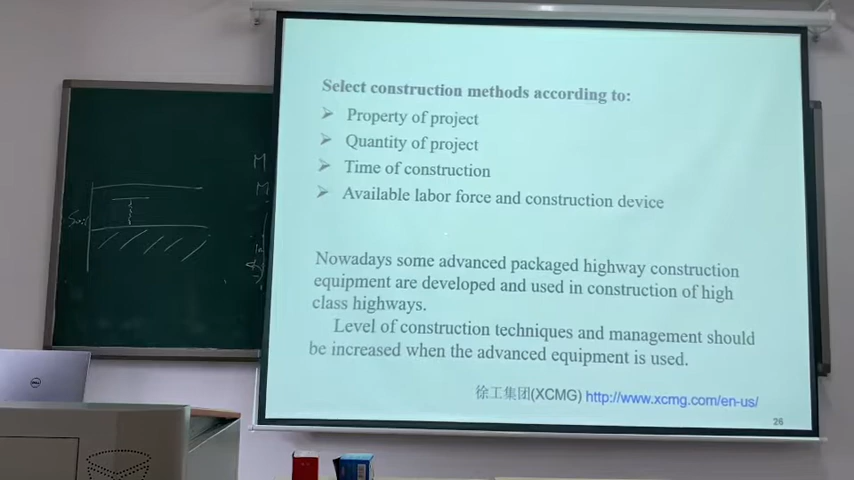 Select construction methods according to:
➢ Property of project
➢ Quantity of project
➢ Time of construction
➢ Available labor force and construction device
Nowadays some advanced packaged highway construction
equipment are developed and used in construction of high
class highways.
Level of construction techniques and management should
be increased when the advanced equipment is used.
徐工集团(XCMG) http://www.xcmg.com/en-us/
26
M
M
DELL